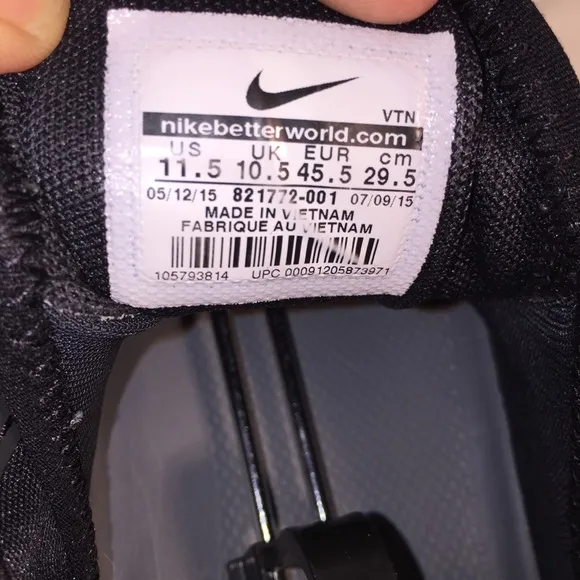 VTN
nikebetterworld.com
US UK EUR cm
11.5 10.5 45.5 29.5
05/12/15 821772-001 07/09/15
MADE IN VIETNAM
FABRIQUE AU VIETNAM
105793814 UPC 00091205873971